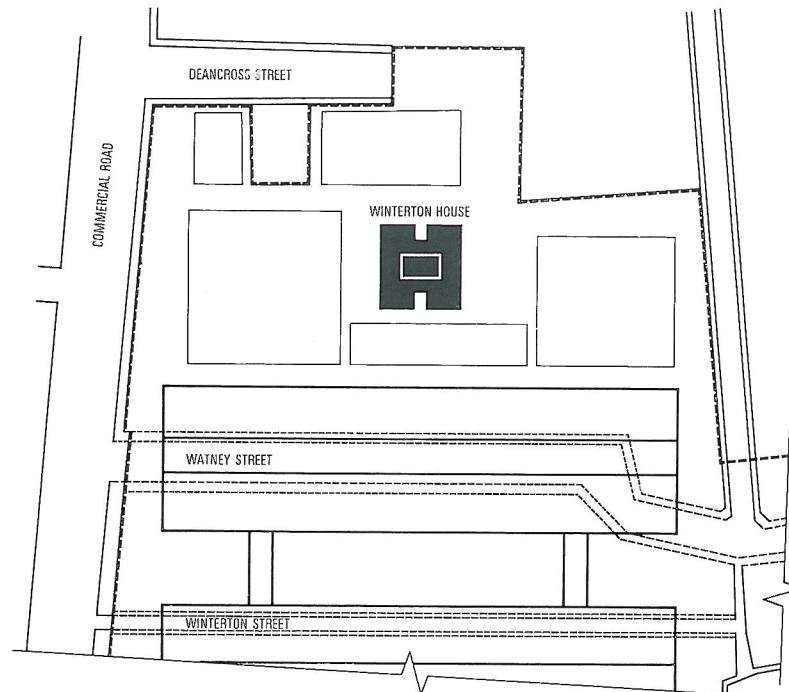 DEANCROSS STREET
COMMERCIAL ROAD
WINTERTON HOUSE
WATNEY STREET
WINTERTON STREET